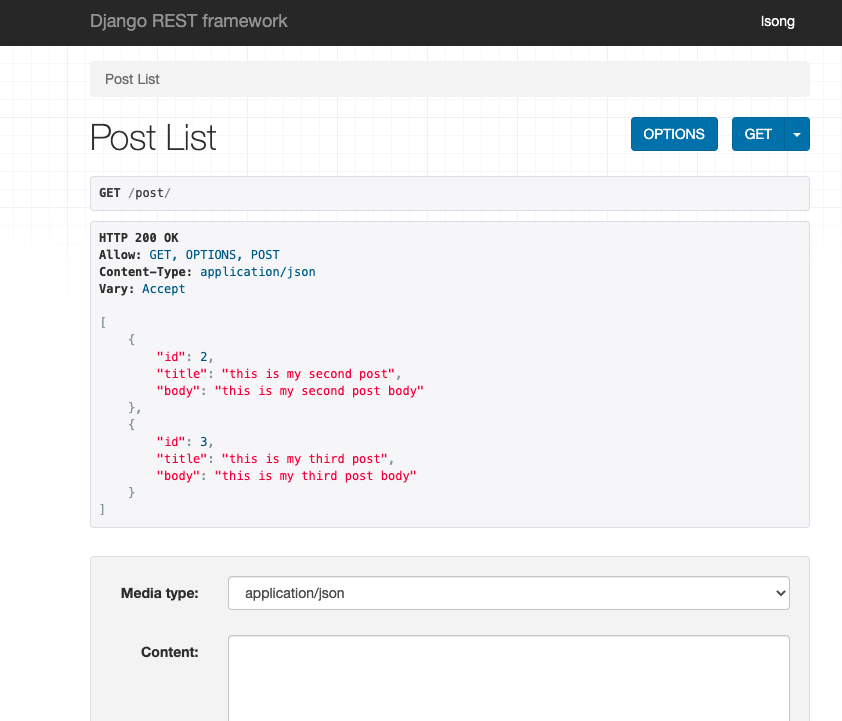 Django REST framework
lsong
Post List
Post List
OPTIONS
GET
GET /post/
HTTP 200 OK
Allow: GET, OPTIONS, POST
Content-Type: application/json
Vary: Accept
[
    {
        "id": 2,
        "title": "this is my second post",
        "body": "this is my second post body"
    },
    {
        "id": 3,
        "title": "this is my third post",
        "body": "this is my third post body"
    }
]
Media type:
application/json
Content: